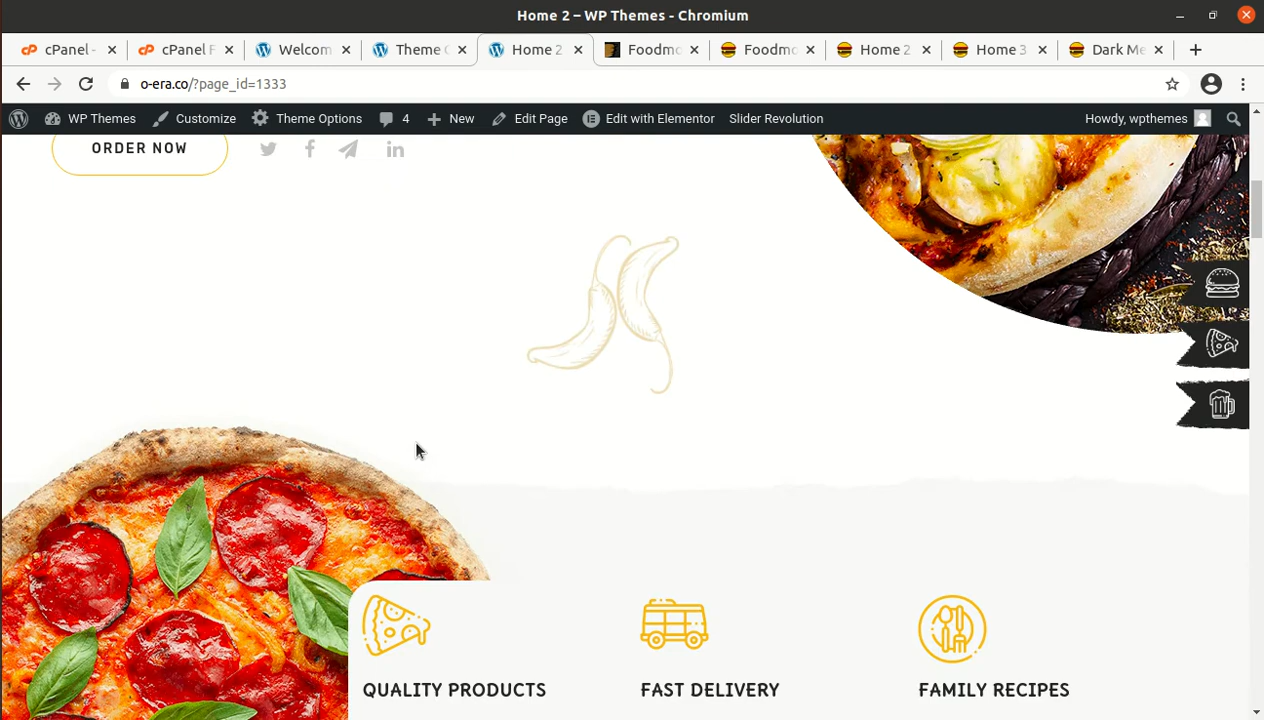 Home 2 – WP Themes - Chromium
cPanel - cPanel F Welcom Theme O Home 2 Foodmo Foodmo Home 2 Home 3 Dark Me
o-era.co/?page_id=1333
WP Themes Customize Theme Options 4 New Edit Page Edit with Elementor Slider Revolution Howdy, wpthemes
ORDER NOW
QUALITY PRODUCTS FAST DELIVERY FAMILY RECIPES